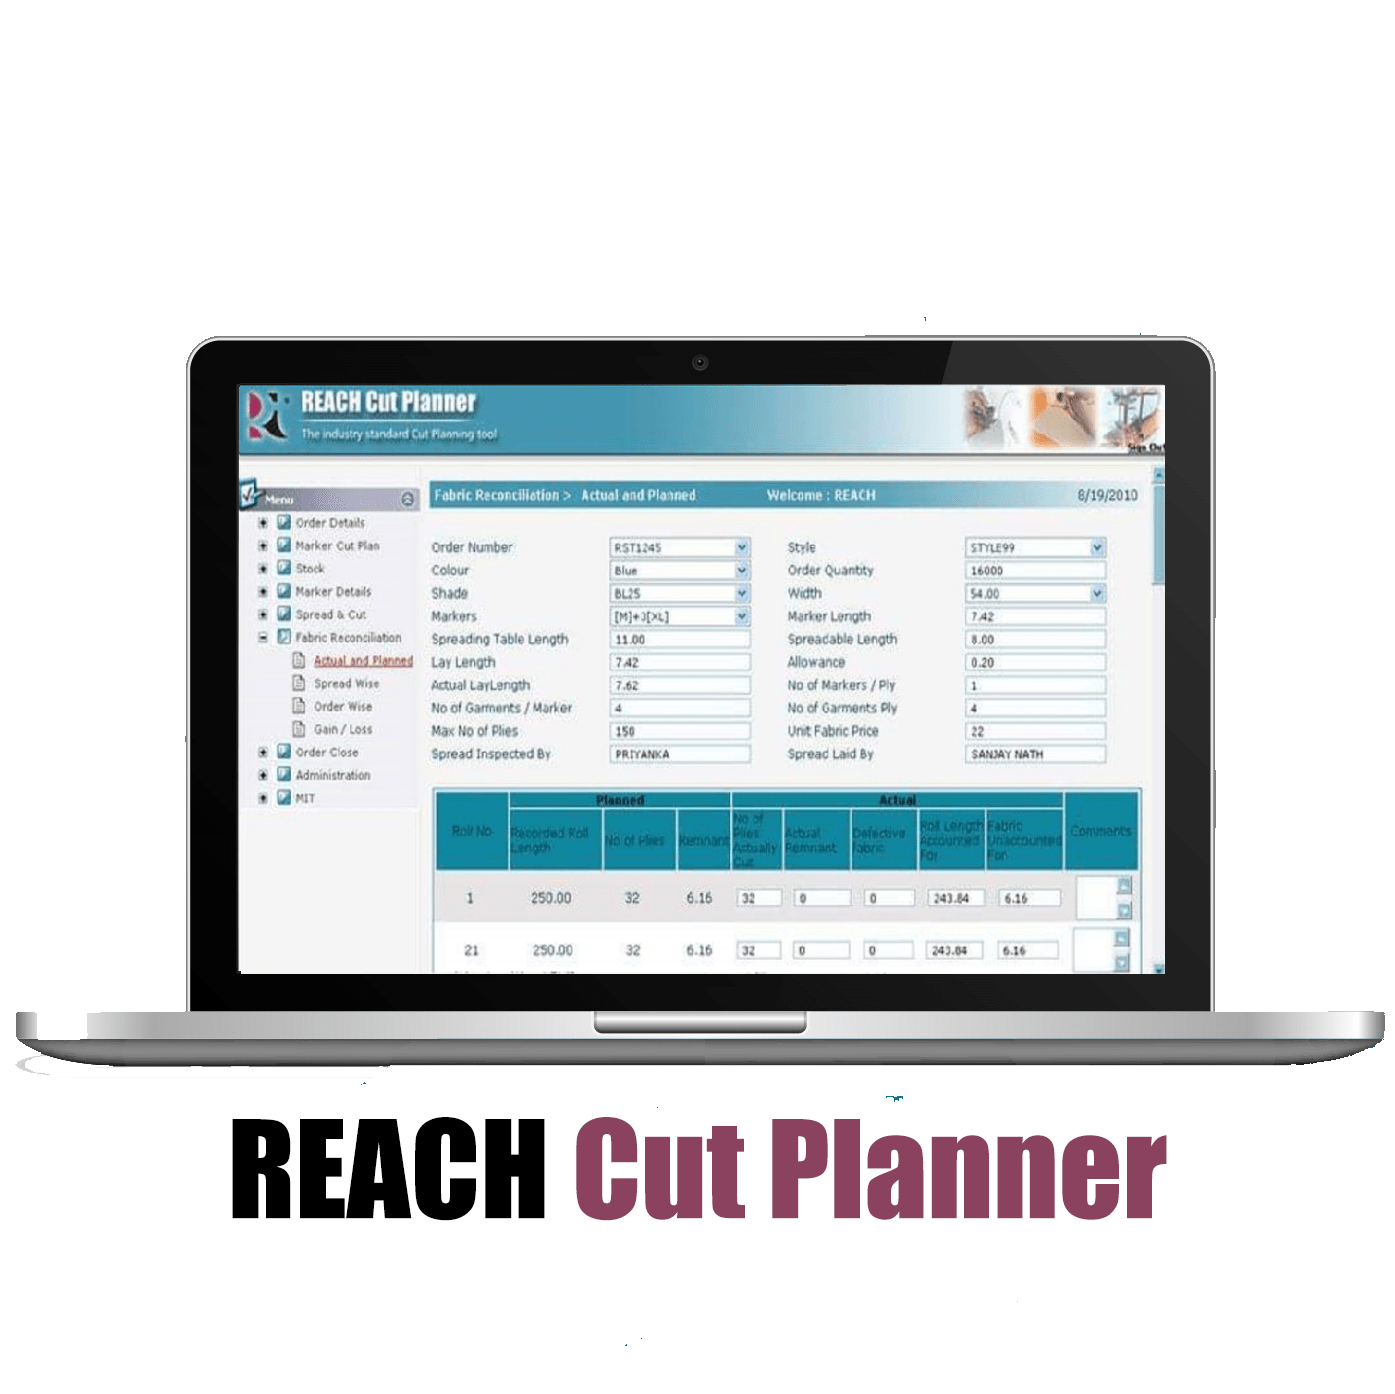 REACH Cut Planner
The industry standard Cut Planning tool
Sign Out
Menu
Fabric Reconciliation > Actual and Planned Welcome : REACH 8/19/2010
Order Details
Marker Cut Plan
Stock
Marker Details
Spread & Cut
Fabric Reconciliation
Actual and Planned
Spread Wise
Order Wise
Gain / Loss
Order Close
Administration
MIT
Order Number RST1245 Style STYLE99
Colour Blue Order Quantity 16000
Shade BL25 Width 54.00
Markers [M]+3[XL] Marker Length 7.42
Spreading Table Length 11.00 Spreadable Length 8.00
Lay Length 7.42 Allowance 0.20
Actual LayLength 7.62 No of Markers / Ply 1
No of Garments / Marker 4 No of Garments Ply 4
Max No of Plies 150 Unit Fabric Price 22
Spread Inspected By PRIYANKA Spread Laid By SANJAY NATH
Planned Actual
Roll No Recorded Roll Length No of Plies Remnant No of Plies Actually Cut Actual Remnant Defective fabric Roll Length Accounted For Fabric Unaccounted For Comments
1 250.00 32 6.16 32 0 0 243.84 6.16
21 250.00 32 6.16 32 0 0 243.84 6.16
REACH Cut Planner